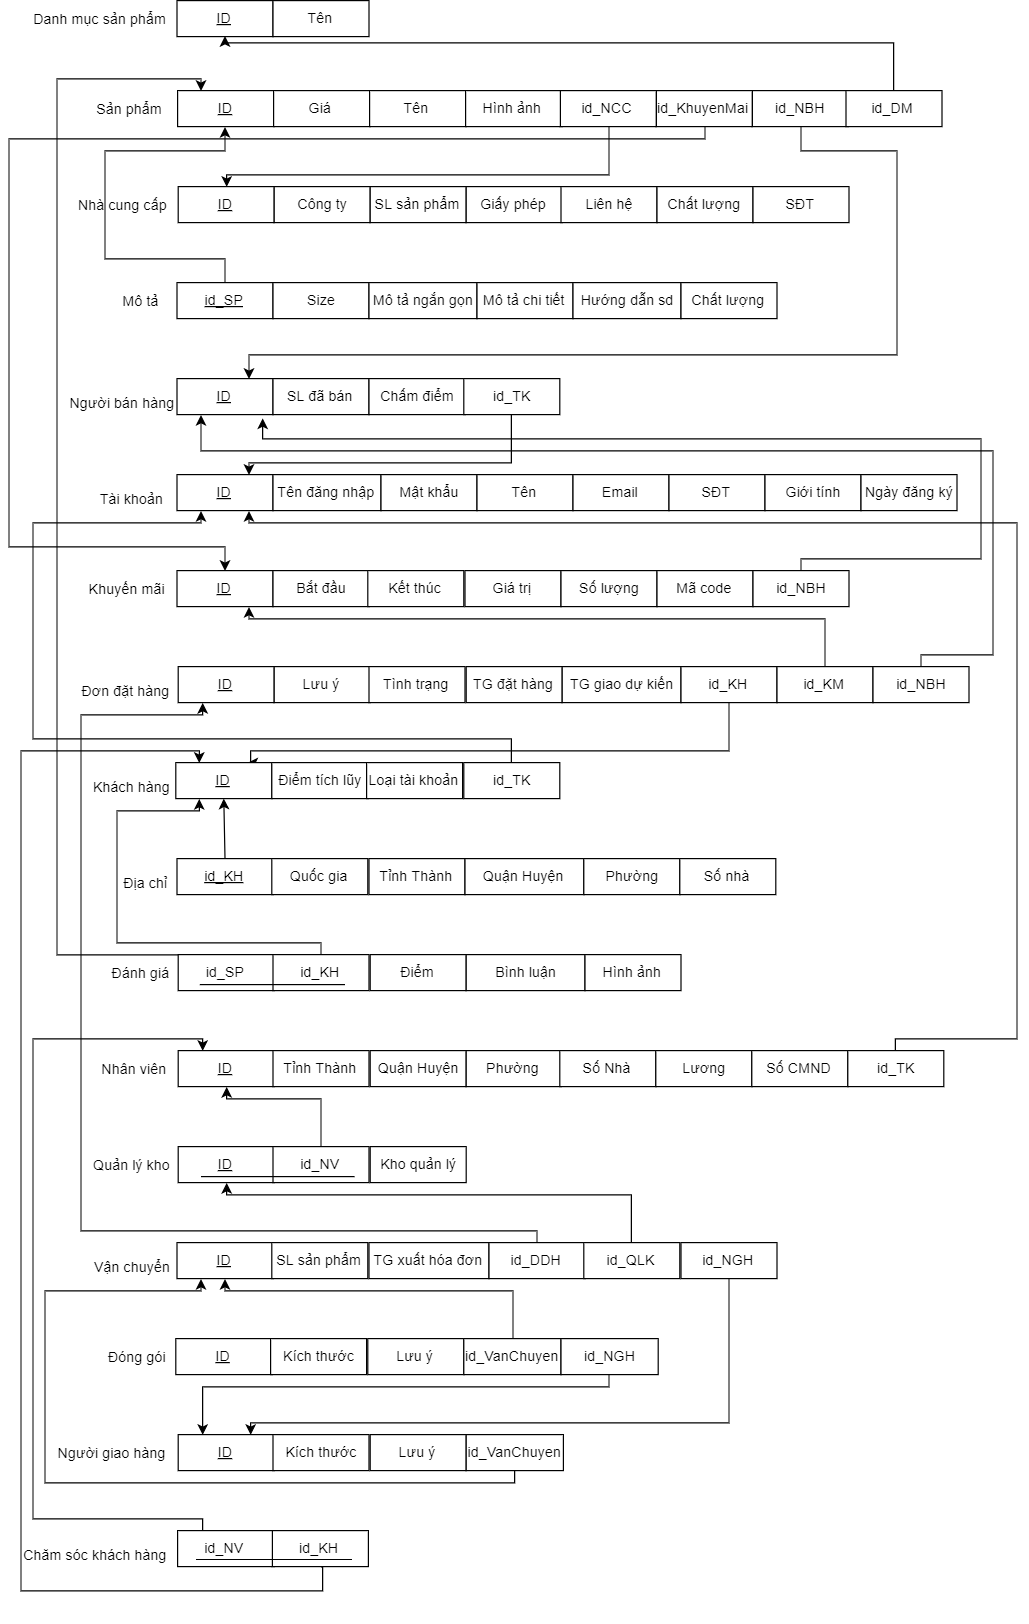 Danh mục sản phẩm ID Tên
Sản phẩm ID Giá Tên Hình ảnh id_NCC id_KhuyenMai id_NBH id_DM
Nhà cung cấp ID Công ty SL sản phẩm Giấy phép Liên hệ Chất lượng SĐT
Mô tả id_SP Size Mô tả ngắn gọn Mô tả chi tiết Hướng dẫn sd Chất lượng
Người bán hàng ID SL đã bán Chấm điểm id_TK
Tài khoản ID Tên đăng nhập Mật khẩu Tên Email SĐT Giới tính Ngày đăng ký
Khuyến mãi ID Bắt đầu Kết thúc Giá trị Số lượng Mã code id_NBH
Đơn đặt hàng ID Lưu ý Tình trạng TG đặt hàng TG giao dự kiến id_KH id_KM id_NBH
Khách hàng ID Điểm tích lũy Loại tài khoản id_TK
Địa chỉ id_KH Quốc gia Tỉnh Thành Quận Huyện Phường Số nhà
Đánh giá id_SP id_KH Điểm Bình luận Hình ảnh
Nhân viên ID Tỉnh Thành Quận Huyện Phường Số Nhà Lương Số CMND id_TK
Quản lý kho ID id_NV Kho quản lý
Vận chuyển ID SL sản phẩm TG xuất hóa đơn id_DDH id_QLK id_NGH
Đóng gói ID Kích thước Lưu ý id_VanChuyen id_NGH
Người giao hàng ID Kích thước Lưu ý id_VanChuyen
Chăm sóc khách hàng id_NV id_KH